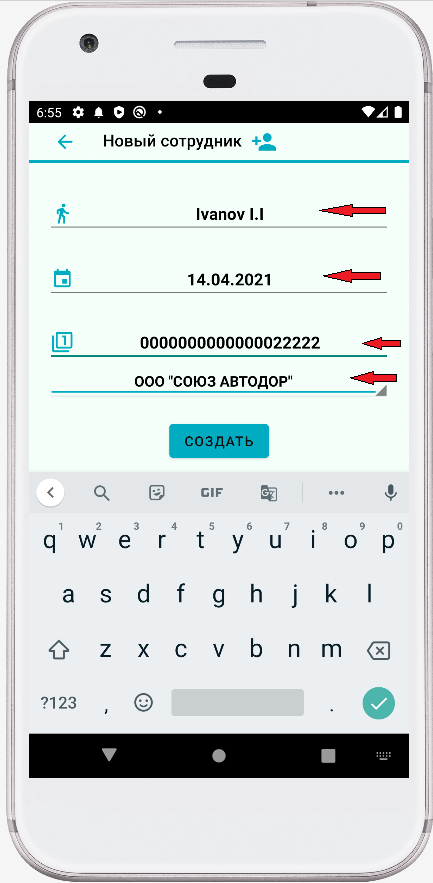 6:55
Новый сотрудник
Ivanov I.I
14.04.2021
1
0000000000000022222
ООО "СОЮЗ АВТОДОР"
СОЗДАТЬ
GIF
G
1 2 3 4 5 6 7 8 9 0
q w e r t y u i o p
a s d f g h j k l
z x c v b n m
?123 , .